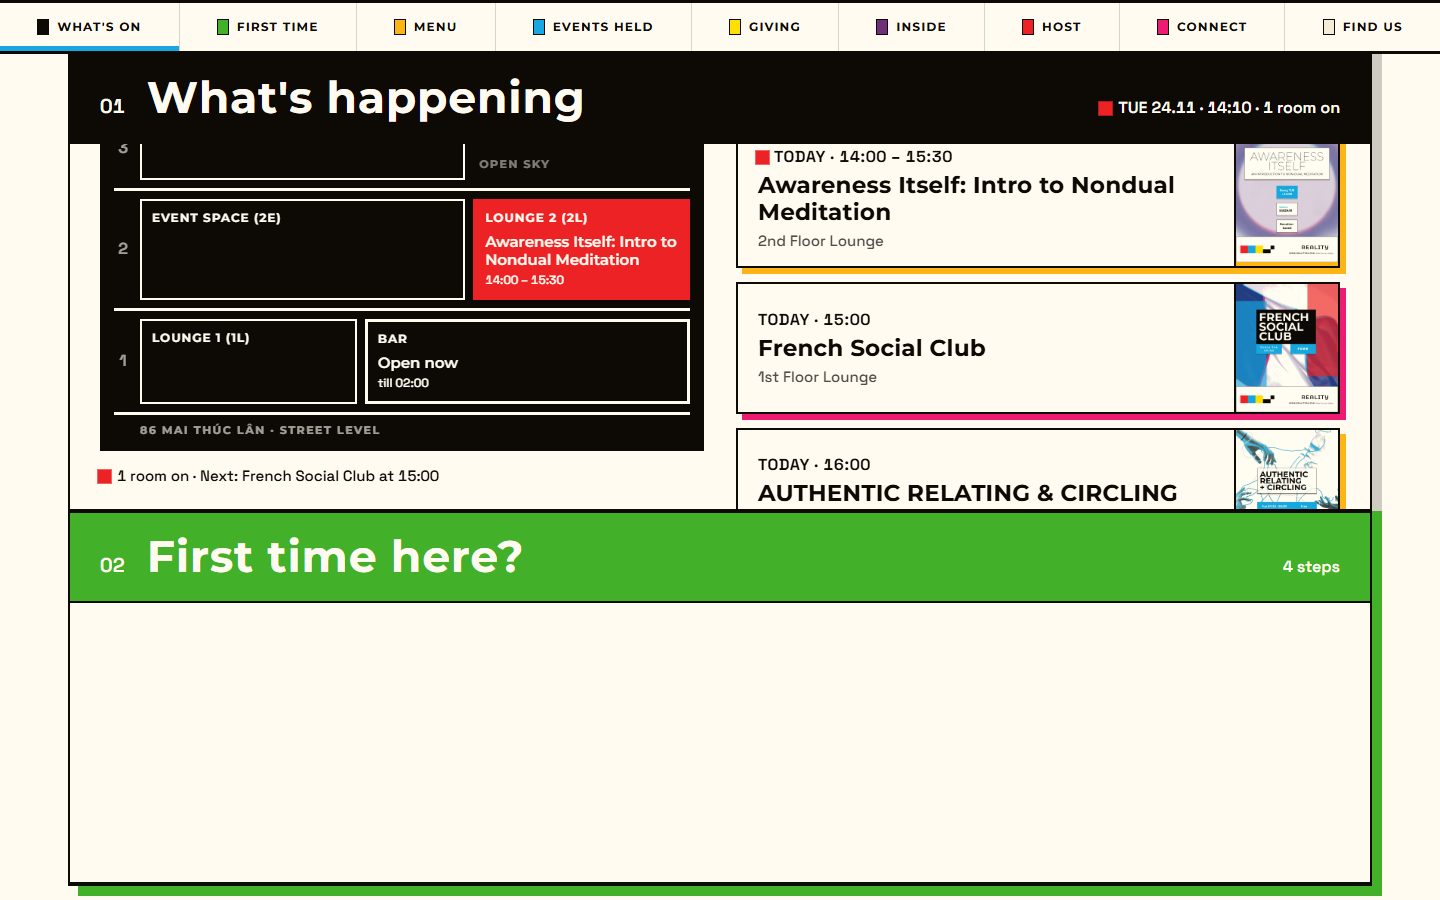 WHAT'S ON
FIRST TIME
MENU
EVENTS HELD
GIVING
INSIDE
HOST
CONNECT
FIND US
01 What's happening
TUE 24.11 · 14:10 · 1 room on
3
OPEN SKY
2
EVENT SPACE (2E)
LOUNGE 2 (2L)
Awareness Itself: Intro to
Nondual Meditation
14:00 – 15:30
1
LOUNGE 1 (1L)
BAR
Open now
till 02:00
86 MAI THÚC LÂN · STREET LEVEL
1 room on · Next: French Social Club at 15:00
TODAY · 14:00 – 15:30
Awareness Itself: Intro to Nondual
Meditation
2nd Floor Lounge
AWARENESS
ITSELF
REALITY
TODAY · 15:00
French Social Club
1st Floor Lounge
FRENCH
SOCIAL
CLUB
REALITY
TODAY · 16:00
AUTHENTIC RELATING & CIRCLING
AUTHENTIC
RELATING
+ CIRCLING
02 First time here?
4 steps